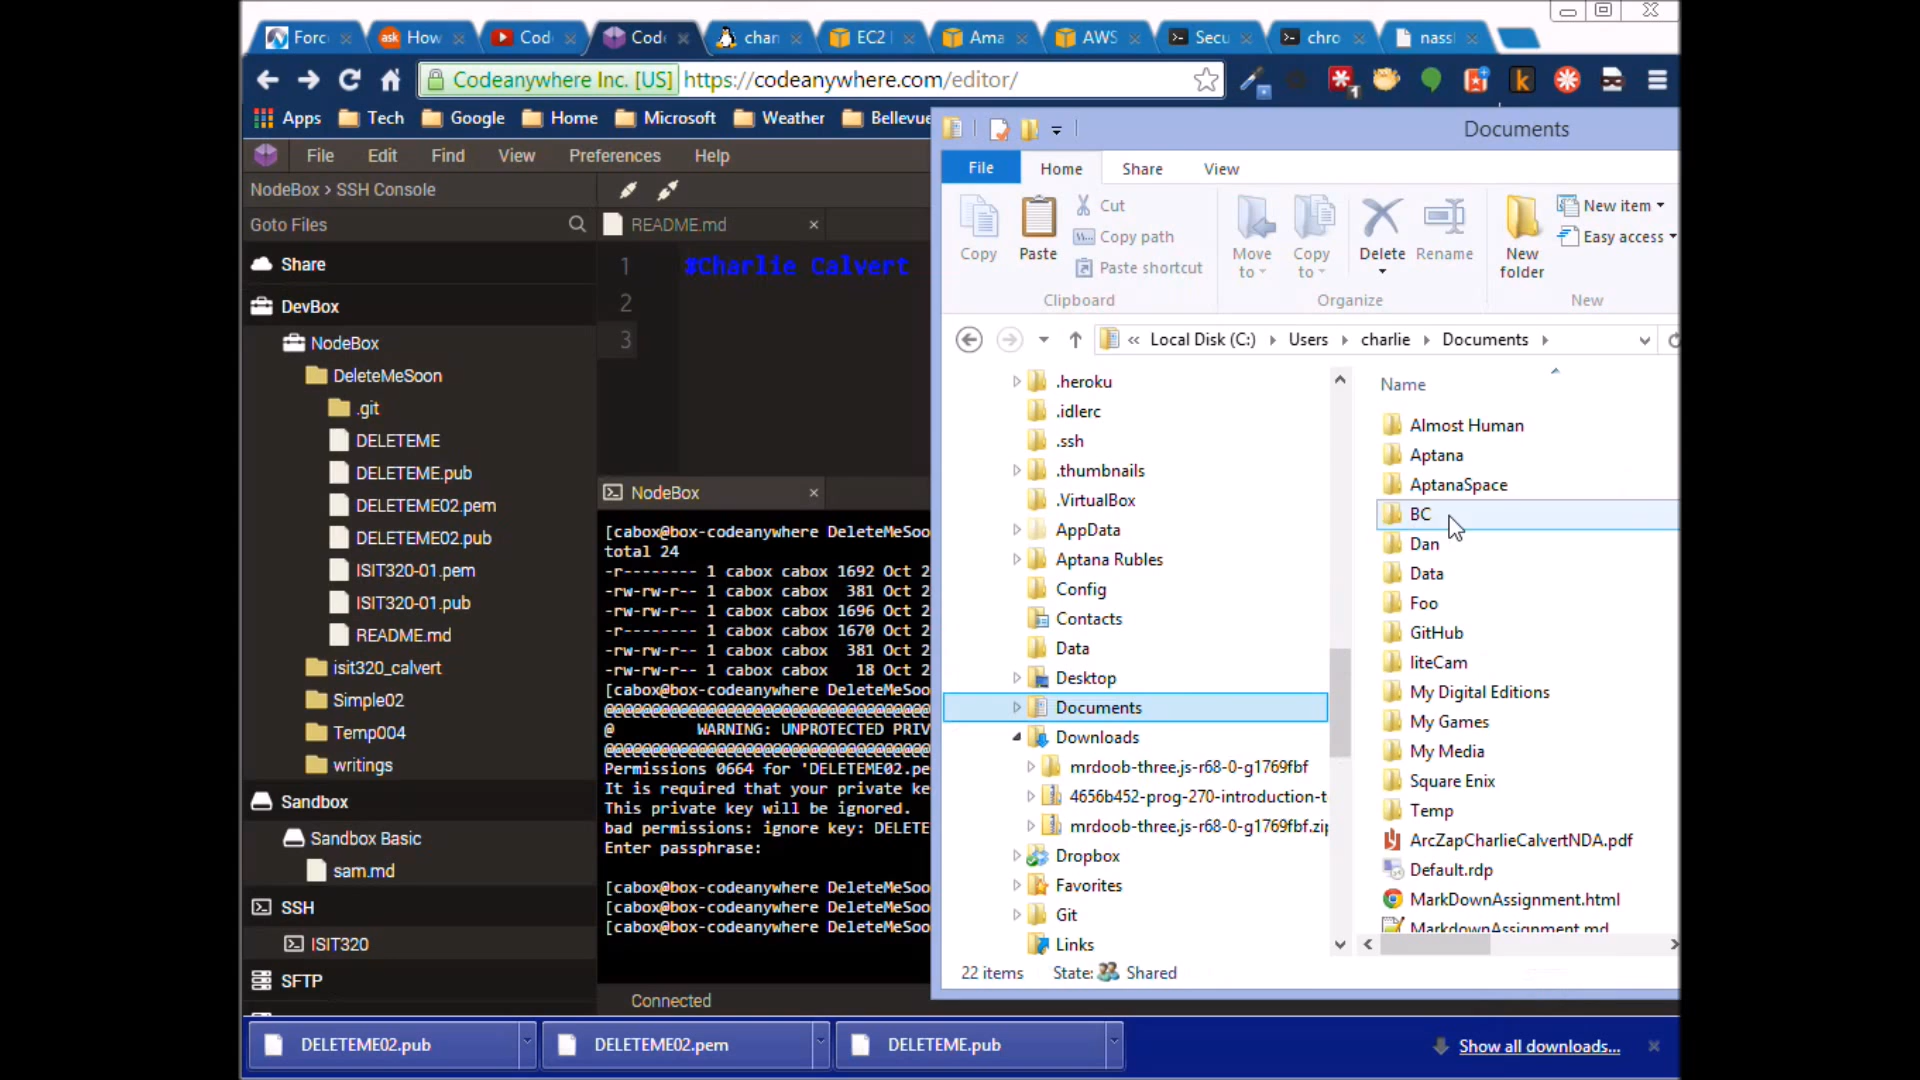 Forc
How
Cod
Cod
chan
EC2
Ama
AWS
Secu
chro
nassl
Codeanywhere Inc. [US] https://codeanywhere.com/editor/
Apps Tech Google Home Microsoft Weather Bellevue
File Edit Find View Preferences Help
NodeBox > SSH Console
Goto Files
Share
DevBox
NodeBox
DeleteMeSoon
.git
DELETEME
DELETEME.pub
DELETEME02.pem
DELETEME02.pub
ISIT320-01.pem
ISIT320-01.pub
README.md
isit320_calvert
Simple02
Temp004
writings
Sandbox
Sandbox Basic
sam.md
SSH
ISIT320
SFTP
README.md
1 #Charlie Calvert
2
3
NodeBox
[cabox@box-codeanywhere DeleteMeSoo
total 24
-r-------- 1 cabox cabox 1692 Oct 2
-rw-rw-r-- 1 cabox cabox 381 Oct 2
-rw-rw-r-- 1 cabox cabox 1696 Oct 2
-r-------- 1 cabox cabox 1670 Oct 2
-rw-rw-r-- 1 cabox cabox 381 Oct 2
-rw-rw-r-- 1 cabox cabox 18 Oct 2
[cabox@box-codeanywhere DeleteMeSoo
@@@@@@@@@@@@@@@@@@@@@@@@@@@@@@@@@@@
@ WARNING: UNPROTECTED PRIV
@@@@@@@@@@@@@@@@@@@@@@@@@@@@@@@@@@@
Permissions 0664 for 'DELETEME02.pe
It is required that your private ke
This private key will be ignored.
bad permissions: ignore key: DELETE
Enter passphrase:
[cabox@box-codeanywhere DeleteMeSoo
[cabox@box-codeanywhere DeleteMeSoo
[cabox@box-codeanywhere DeleteMeSoo
Connected
Documents
File Home Share View
Copy
Paste
Cut
Copy path
Paste shortcut
Clipboard
Move to
Copy to
Delete
Rename
Organize
New folder
New item
Easy access
New
« Local Disk (C:) Users charlie Documents
.heroku
.idlerc
.ssh
.thumbnails
.VirtualBox
AppData
Aptana Rubles
Config
Contacts
Data
Desktop
Documents
Downloads
mrdoob-three.js-r68-0-g1769fbf
4656b452-prog-270-introduction-t
mrdoob-three.js-r68-0-g1769fbf.zip
Dropbox
Favorites
Git
Links
Name
Almost Human
Aptana
AptanaSpace
BC
Dan
Data
Foo
GitHub
liteCam
My Digital Editions
My Games
My Media
Square Enix
Temp
ArcZapCharlieCalvertNDA.pdf
Default.rdp
MarkDownAssignment.html
MarkdownAssignment.md
22 items State: Shared
DELETEME02.pub
DELETEME02.pem
DELETEME.pub
Show all downloads...